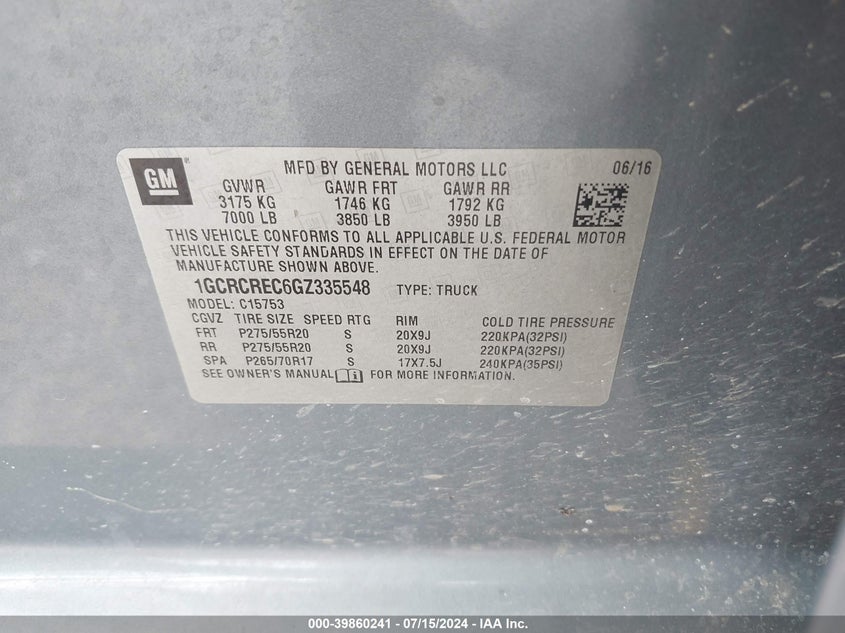 GM
MFD BY GENERAL MOTORS LLC 06/16
GVWR GAWR FRT GAWR RR
3175 KG 1746 KG 1792 KG
7000 LB 3850 LB 3950 LB
THIS VEHICLE CONFORMS TO ALL APPLICABLE U.S. FEDERAL MOTOR
VEHICLE SAFETY STANDARDS IN EFFECT ON THE DATE OF
MANUFACTURE SHOWN ABOVE.
1GCRCREC6GZ335548 TYPE: TRUCK
MODEL: C15753
CGVZ TIRE SIZE SPEED RTG RIM COLD TIRE PRESSURE
FRT P275/55R20 S 20X9J 220KPA(32PSI)
RR P275/55R20 S 20X9J 220KPA(32PSI)
SPA P265/70R17 S 17X7.5J 240KPA(35PSI)
SEE OWNER'S MANUAL FOR MORE INFORMATION.
000-39860241 - 07/15/2024 - IAA Inc.